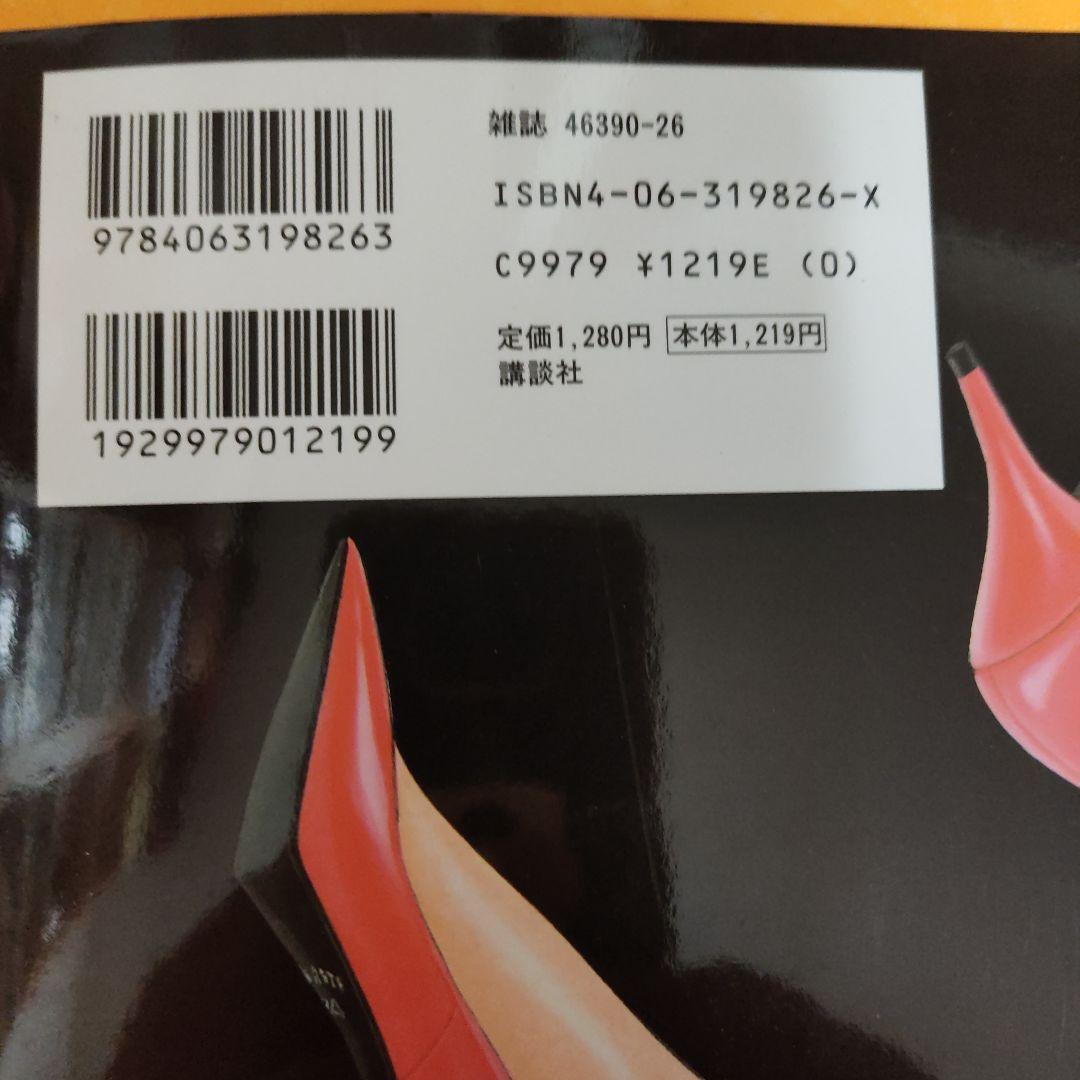 9784063198263
1929979012199
雑誌 46390-26
ISBN4-06-319826-X
C9979 ¥1219E (0)
定価1,280円 本体1,219円
講談社